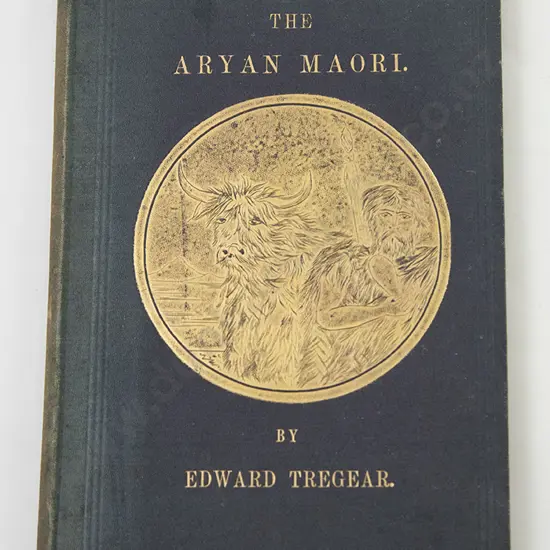 THE
ARYAN MAORI.
BY
EDWARD TREGEAR.